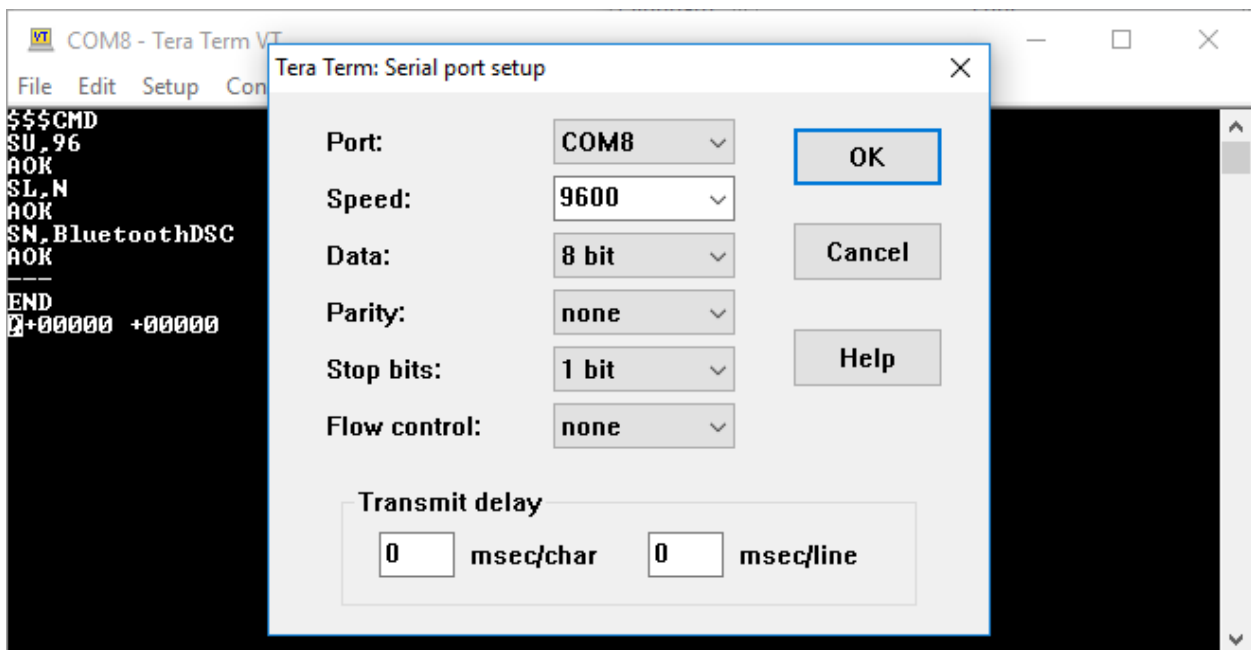 COM8 - Tera Term VT
File Edit Setup Con
$$$CMD
SU,96
AOK
SL,N
AOK
SN,BluetoothDSC
AOK
---
END
Q+00000 +00000
Tera Term: Serial port setup
Port: COM8
OK
Speed: 9600
Data: 8 bit
Cancel
Parity: none
Stop bits: 1 bit
Help
Flow control: none
Transmit delay
0 msec/char 0 msec/line